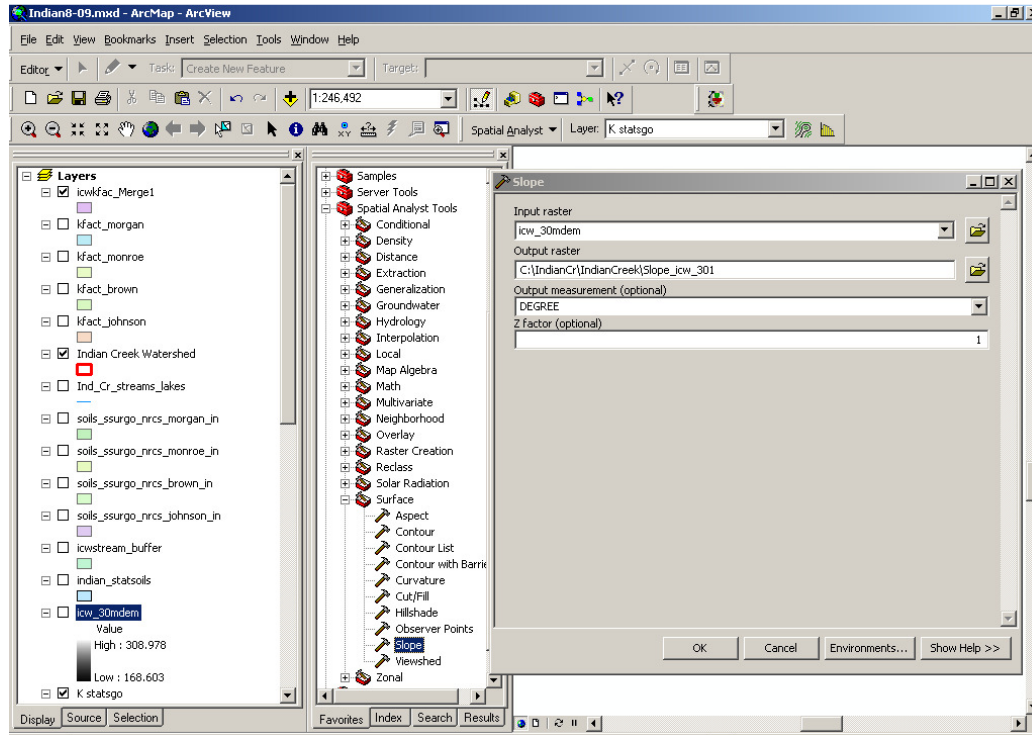 Indian8-09.mxd - ArcMap - ArcView
File Edit View Bookmarks Insert Selection Tools Window Help
Editor Task: Create New Feature Target:
1:246,492
Spatial Analyst Layer: K statsgo
Layers
icwkfac_Merge1
kfact_morgan
kfact_monroe
kfact_brown
kfact_johnson
Indian Creek Watershed
Ind_Cr_streams_lakes
soils_ssurgo_nrcs_morgan_in
soils_ssurgo_nrcs_monroe_in
soils_ssurgo_nrcs_brown_in
soils_ssurgo_nrcs_johnson_in
icwstream_buffer
indian_statsoils
icw_30mdem
Value
High : 308.978
Low : 168.603
K statsgo
Display Source Selection
Samples
Server Tools
Spatial Analyst Tools
Conditional
Density
Distance
Extraction
Generalization
Groundwater
Hydrology
Interpolation
Local
Map Algebra
Math
Multivariate
Neighborhood
Overlay
Raster Creation
Reclass
Solar Radiation
Surface
Aspect
Contour
Contour List
Contour with Barrie
Curvature
Cut/Fill
Hillshade
Observer Points
Slope
Viewshed
Zonal
Favorites Index Search Results
Slope
Input raster
icw_30mdem
Output raster
C:\IndianCr\IndianCreek\Slope_icw_301
Output measurement (optional)
DEGREE
Z factor (optional)
1
OK Cancel Environments... Show Help >>